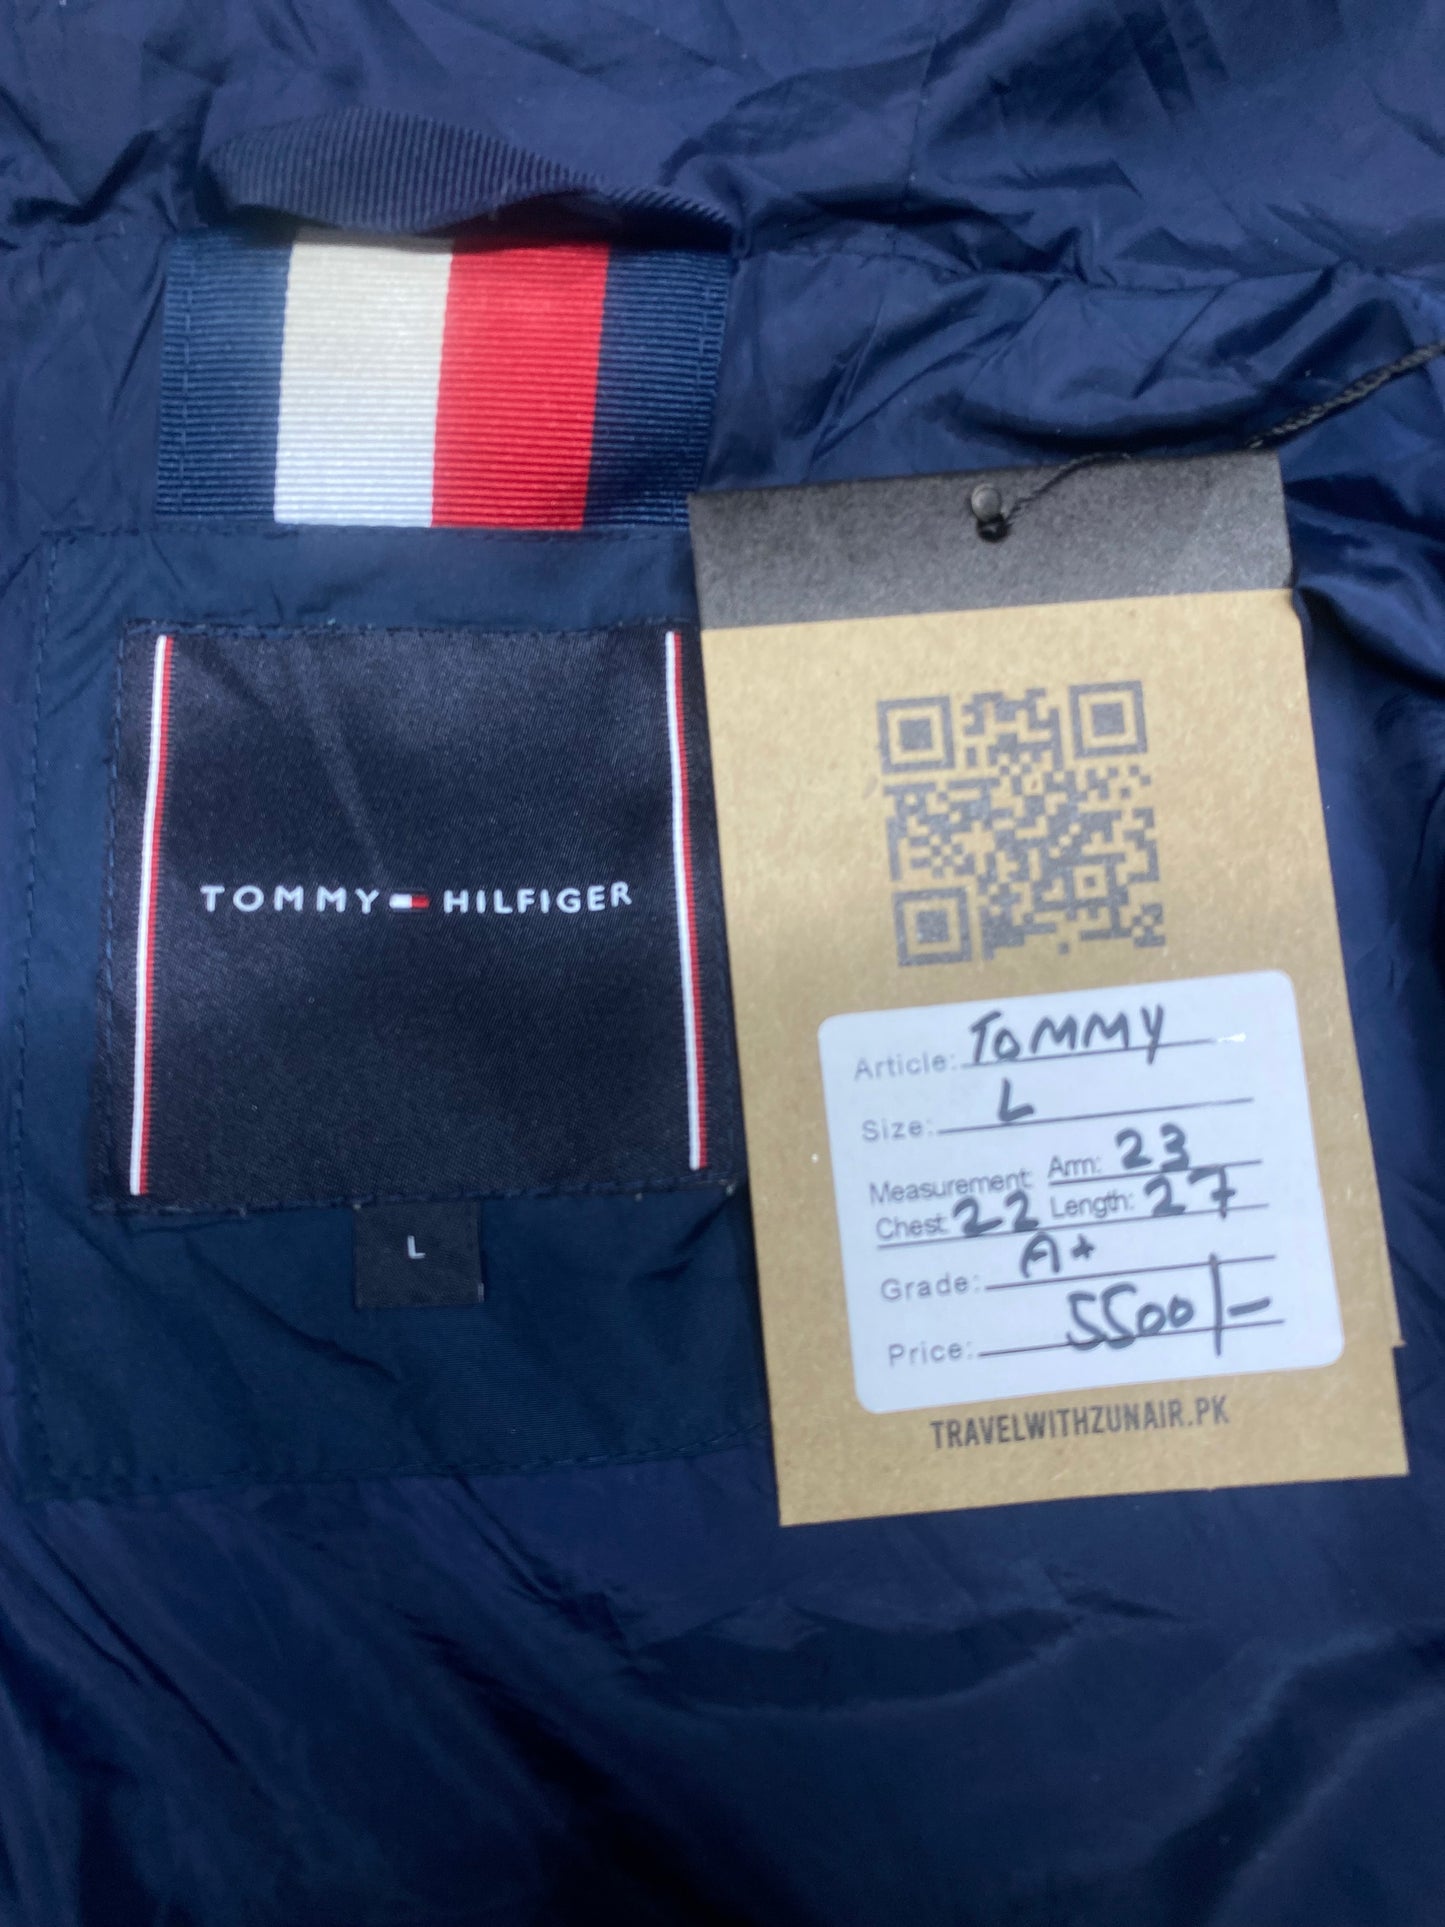 TOMMY HILFIGER
L
Article: TOMMY
Size: L
Measurement: Arm: 23
Chest: 22 Length: 27
Grade: A+
Price: 5500/-
TRAVELWITHZUNAIR.PK